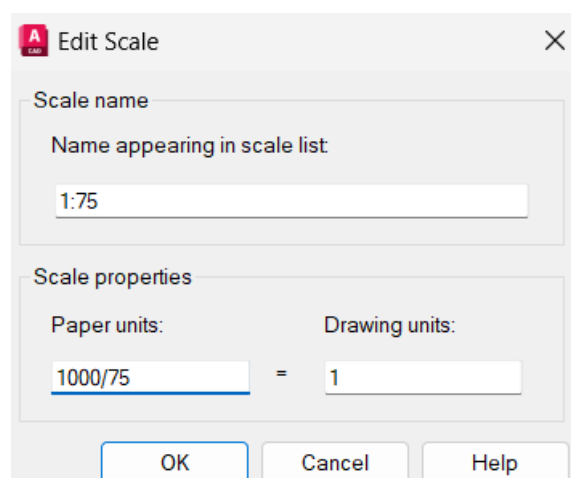 A
CAD
Edit Scale
Scale name
Name appearing in scale list:
1:75
Scale properties
Paper units: Drawing units:
1000/75 = 1
OK Cancel Help